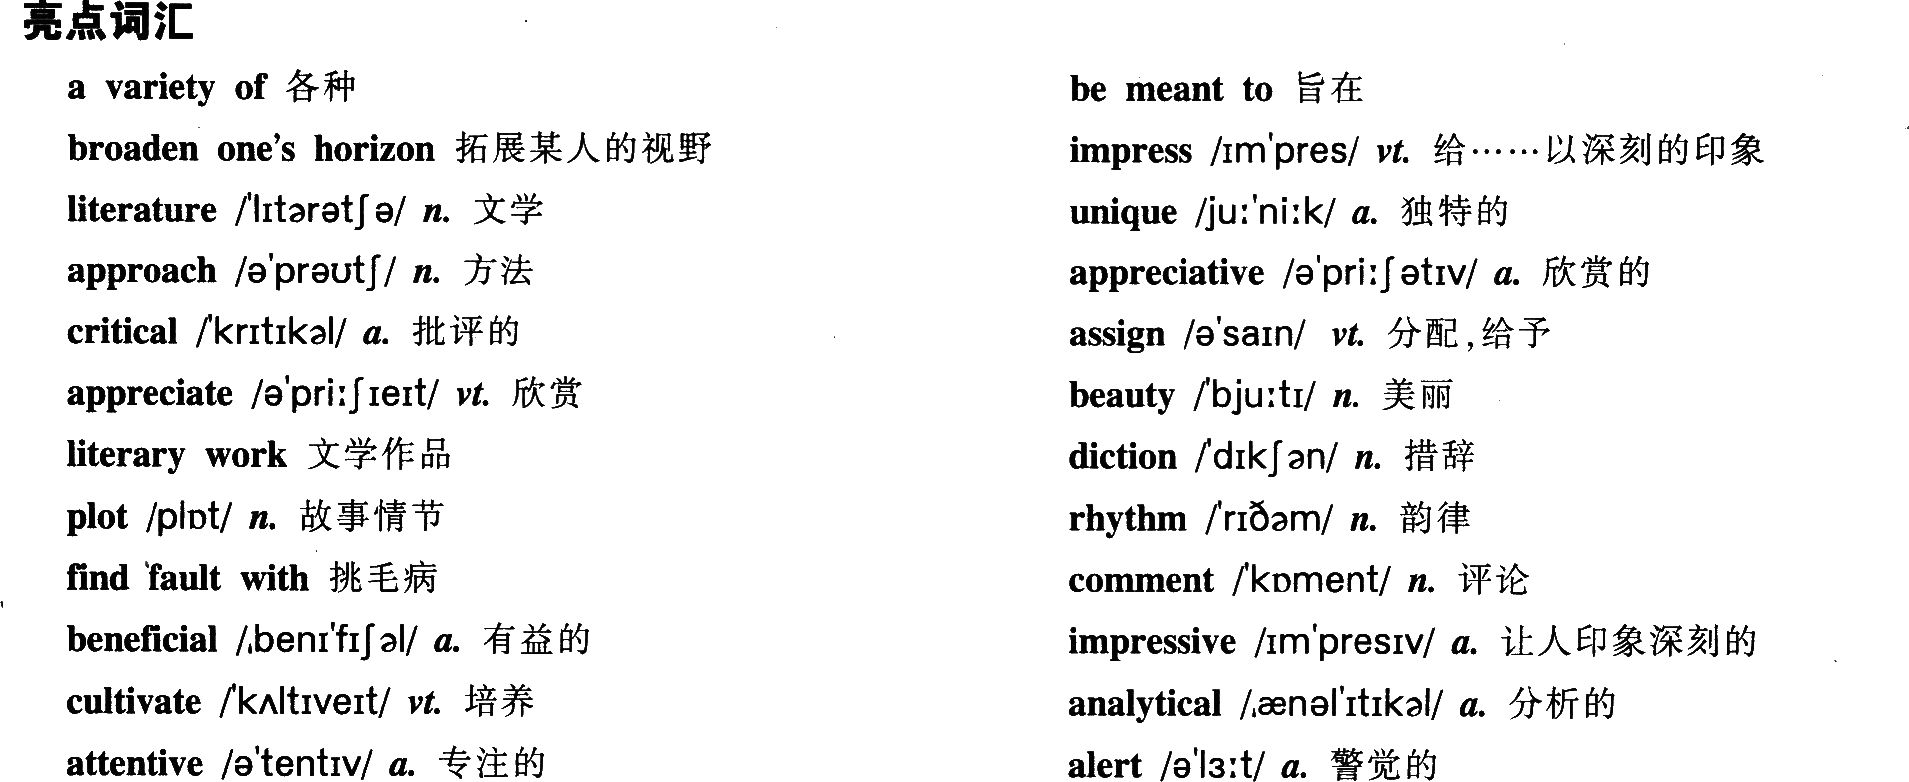 亮点词汇
a variety of 各种
broaden one's horizon 拓展某人的视野
literature /ˈlɪtərətʃə/ n. 文学
approach /əˈprəʊtʃ/ n. 方法
critical /ˈkrɪtɪkəl/ a. 批评的
appreciate /əˈpriːʃɪeɪt/ vt. 欣赏
literary work 文学作品
plot /plɒt/ n. 故事情节
find fault with 挑毛病
beneficial /ˌbenɪˈfɪʃəl/ a. 有益的
cultivate /ˈkʌltɪveɪt/ vt. 培养
attentive /əˈtentɪv/ a. 专注的
be meant to 旨在
impress /ɪmˈpres/ vt. 给……以深刻的印象
unique /juːˈniːk/ a. 独特的
appreciative /əˈpriːʃətɪv/ a. 欣赏的
assign /əˈsaɪn/ vt. 分配,给予
beauty /ˈbjuːtɪ/ n. 美丽
diction /ˈdɪkʃən/ n. 措辞
rhythm /ˈrɪðəm/ n. 韵律
comment /ˈkɒment/ n. 评论
impressive /ɪmˈpresɪv/ a. 让人印象深刻的
analytical /ˌænəlˈɪtɪkəl/ a. 分析的
alert /əˈlɜːt/ a. 警觉的